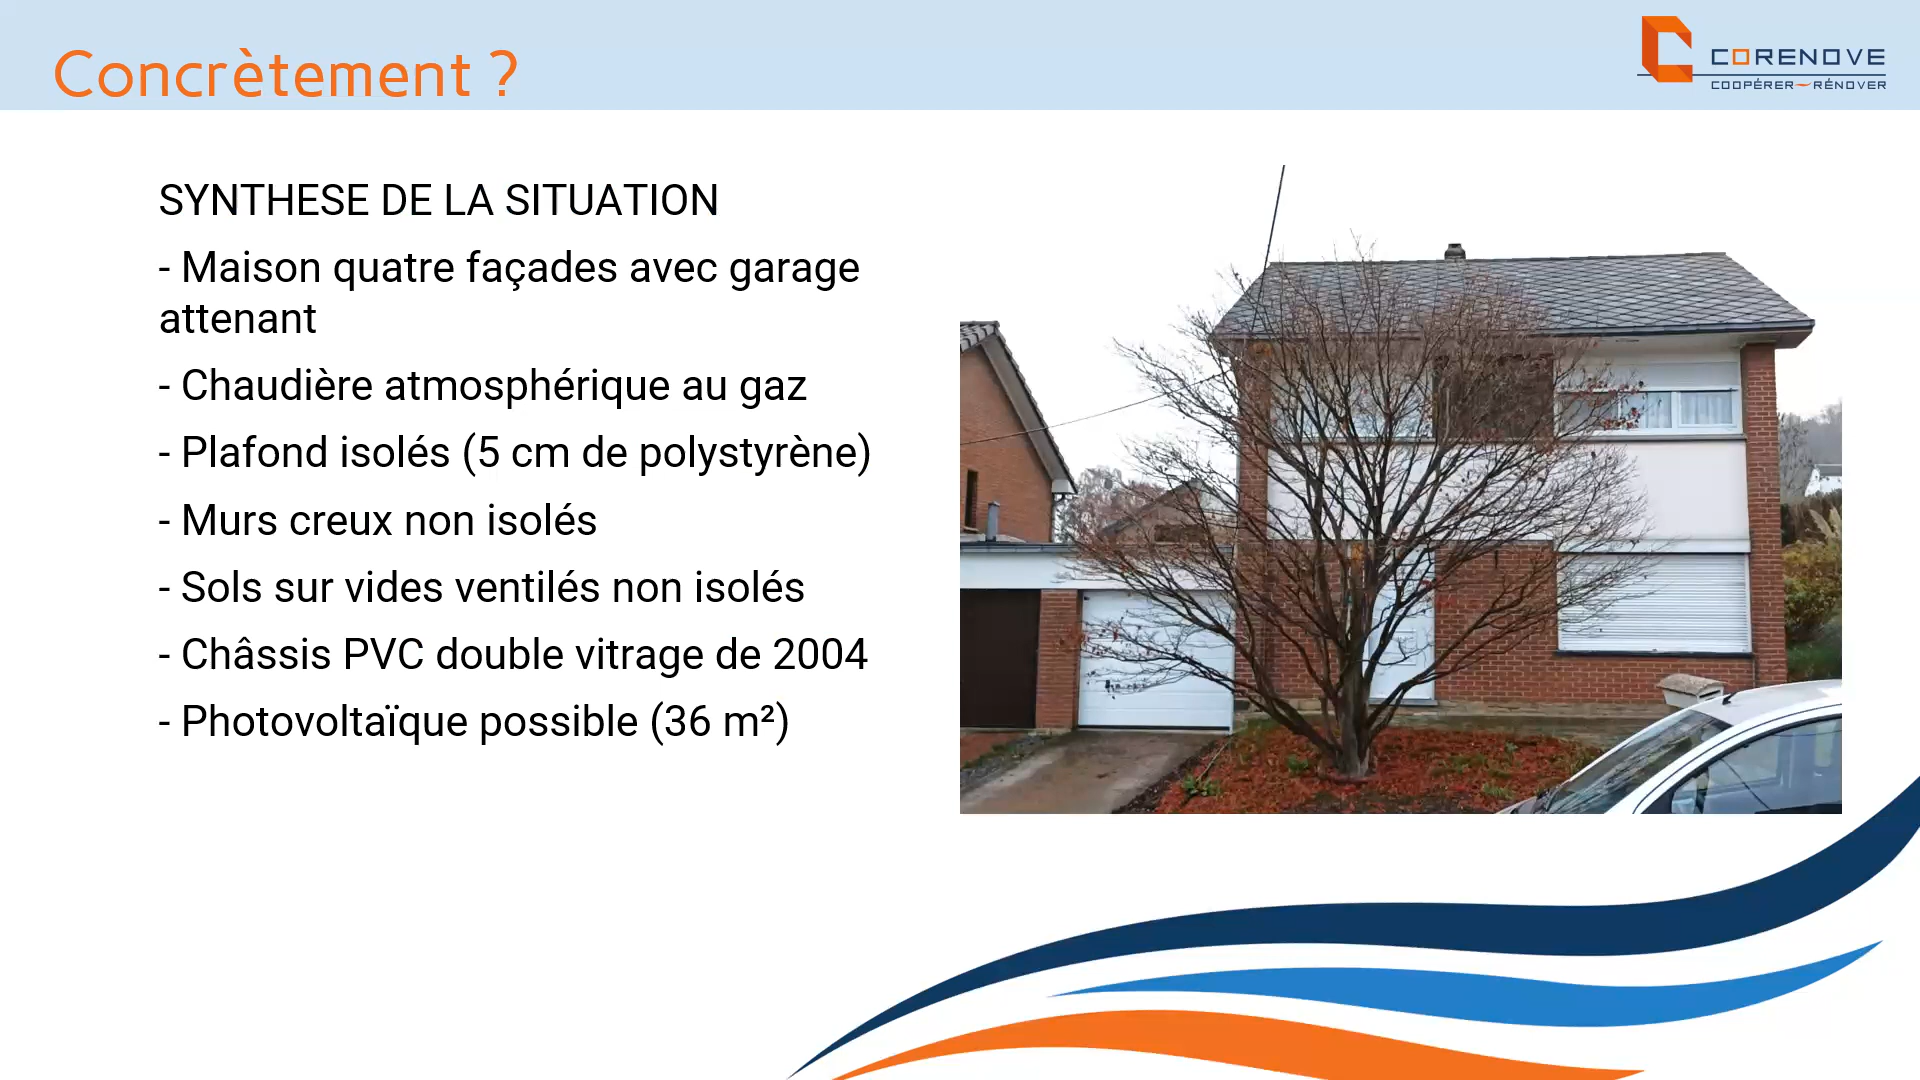 Concrètement ?
CORENOVE
COOPÉRER~RÉNOVER
SYNTHESE DE LA SITUATION
- Maison quatre façades avec garage
attenant
- Chaudière atmosphérique au gaz
- Plafond isolés (5 cm de polystyrène)
- Murs creux non isolés
- Sols sur vides ventilés non isolés
- Châssis PVC double vitrage de 2004
- Photovoltaïque possible (36 m²)